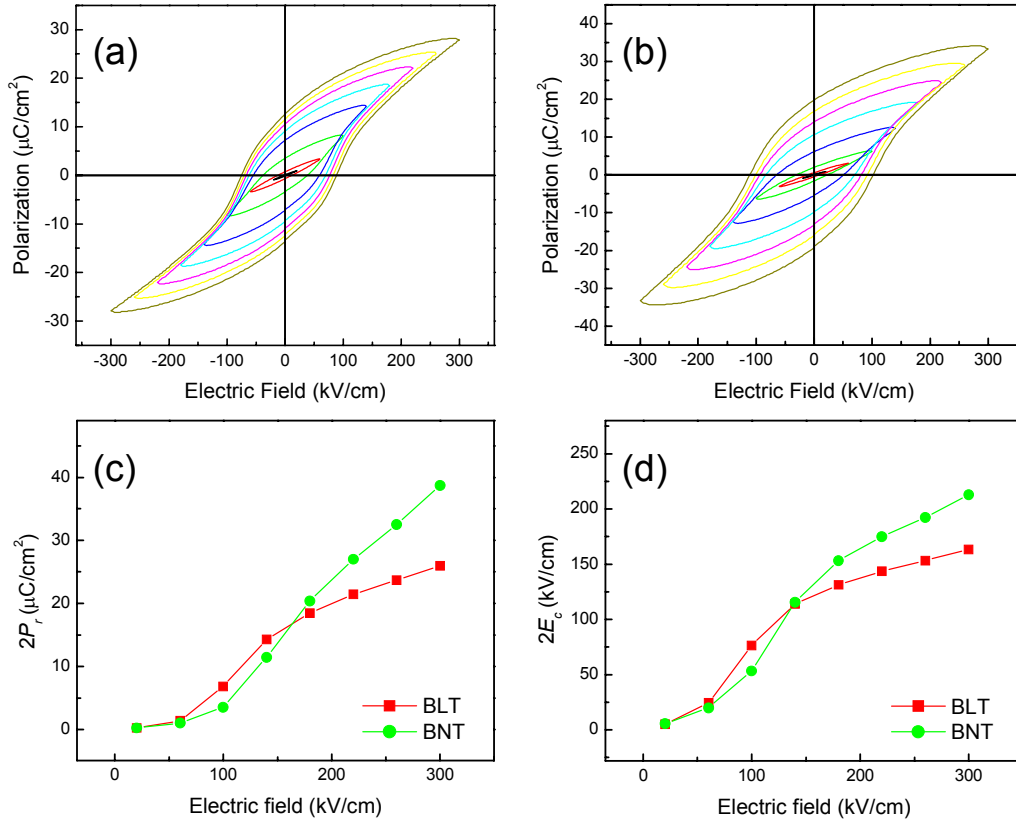 (a)
Polarization (μC/cm²)
30
20
10
0
-10
-20
-30
-300 -200 -100 0 100 200 300
Electric Field (kV/cm)
(b)
Polarization (μC/cm²)
40
30
20
10
0
-10
-20
-30
-40
-300 -200 -100 0 100 200 300
Electric Field (kV/cm)
(c)
2Pr (μC/cm²)
40
30
20
10
0
BLT
BNT
0 100 200 300
Electric field (kV/cm)
(d)
2Ec (kV/cm)
250
200
150
100
50
0
BLT
BNT
0 100 200 300
Electric field (kV/cm)